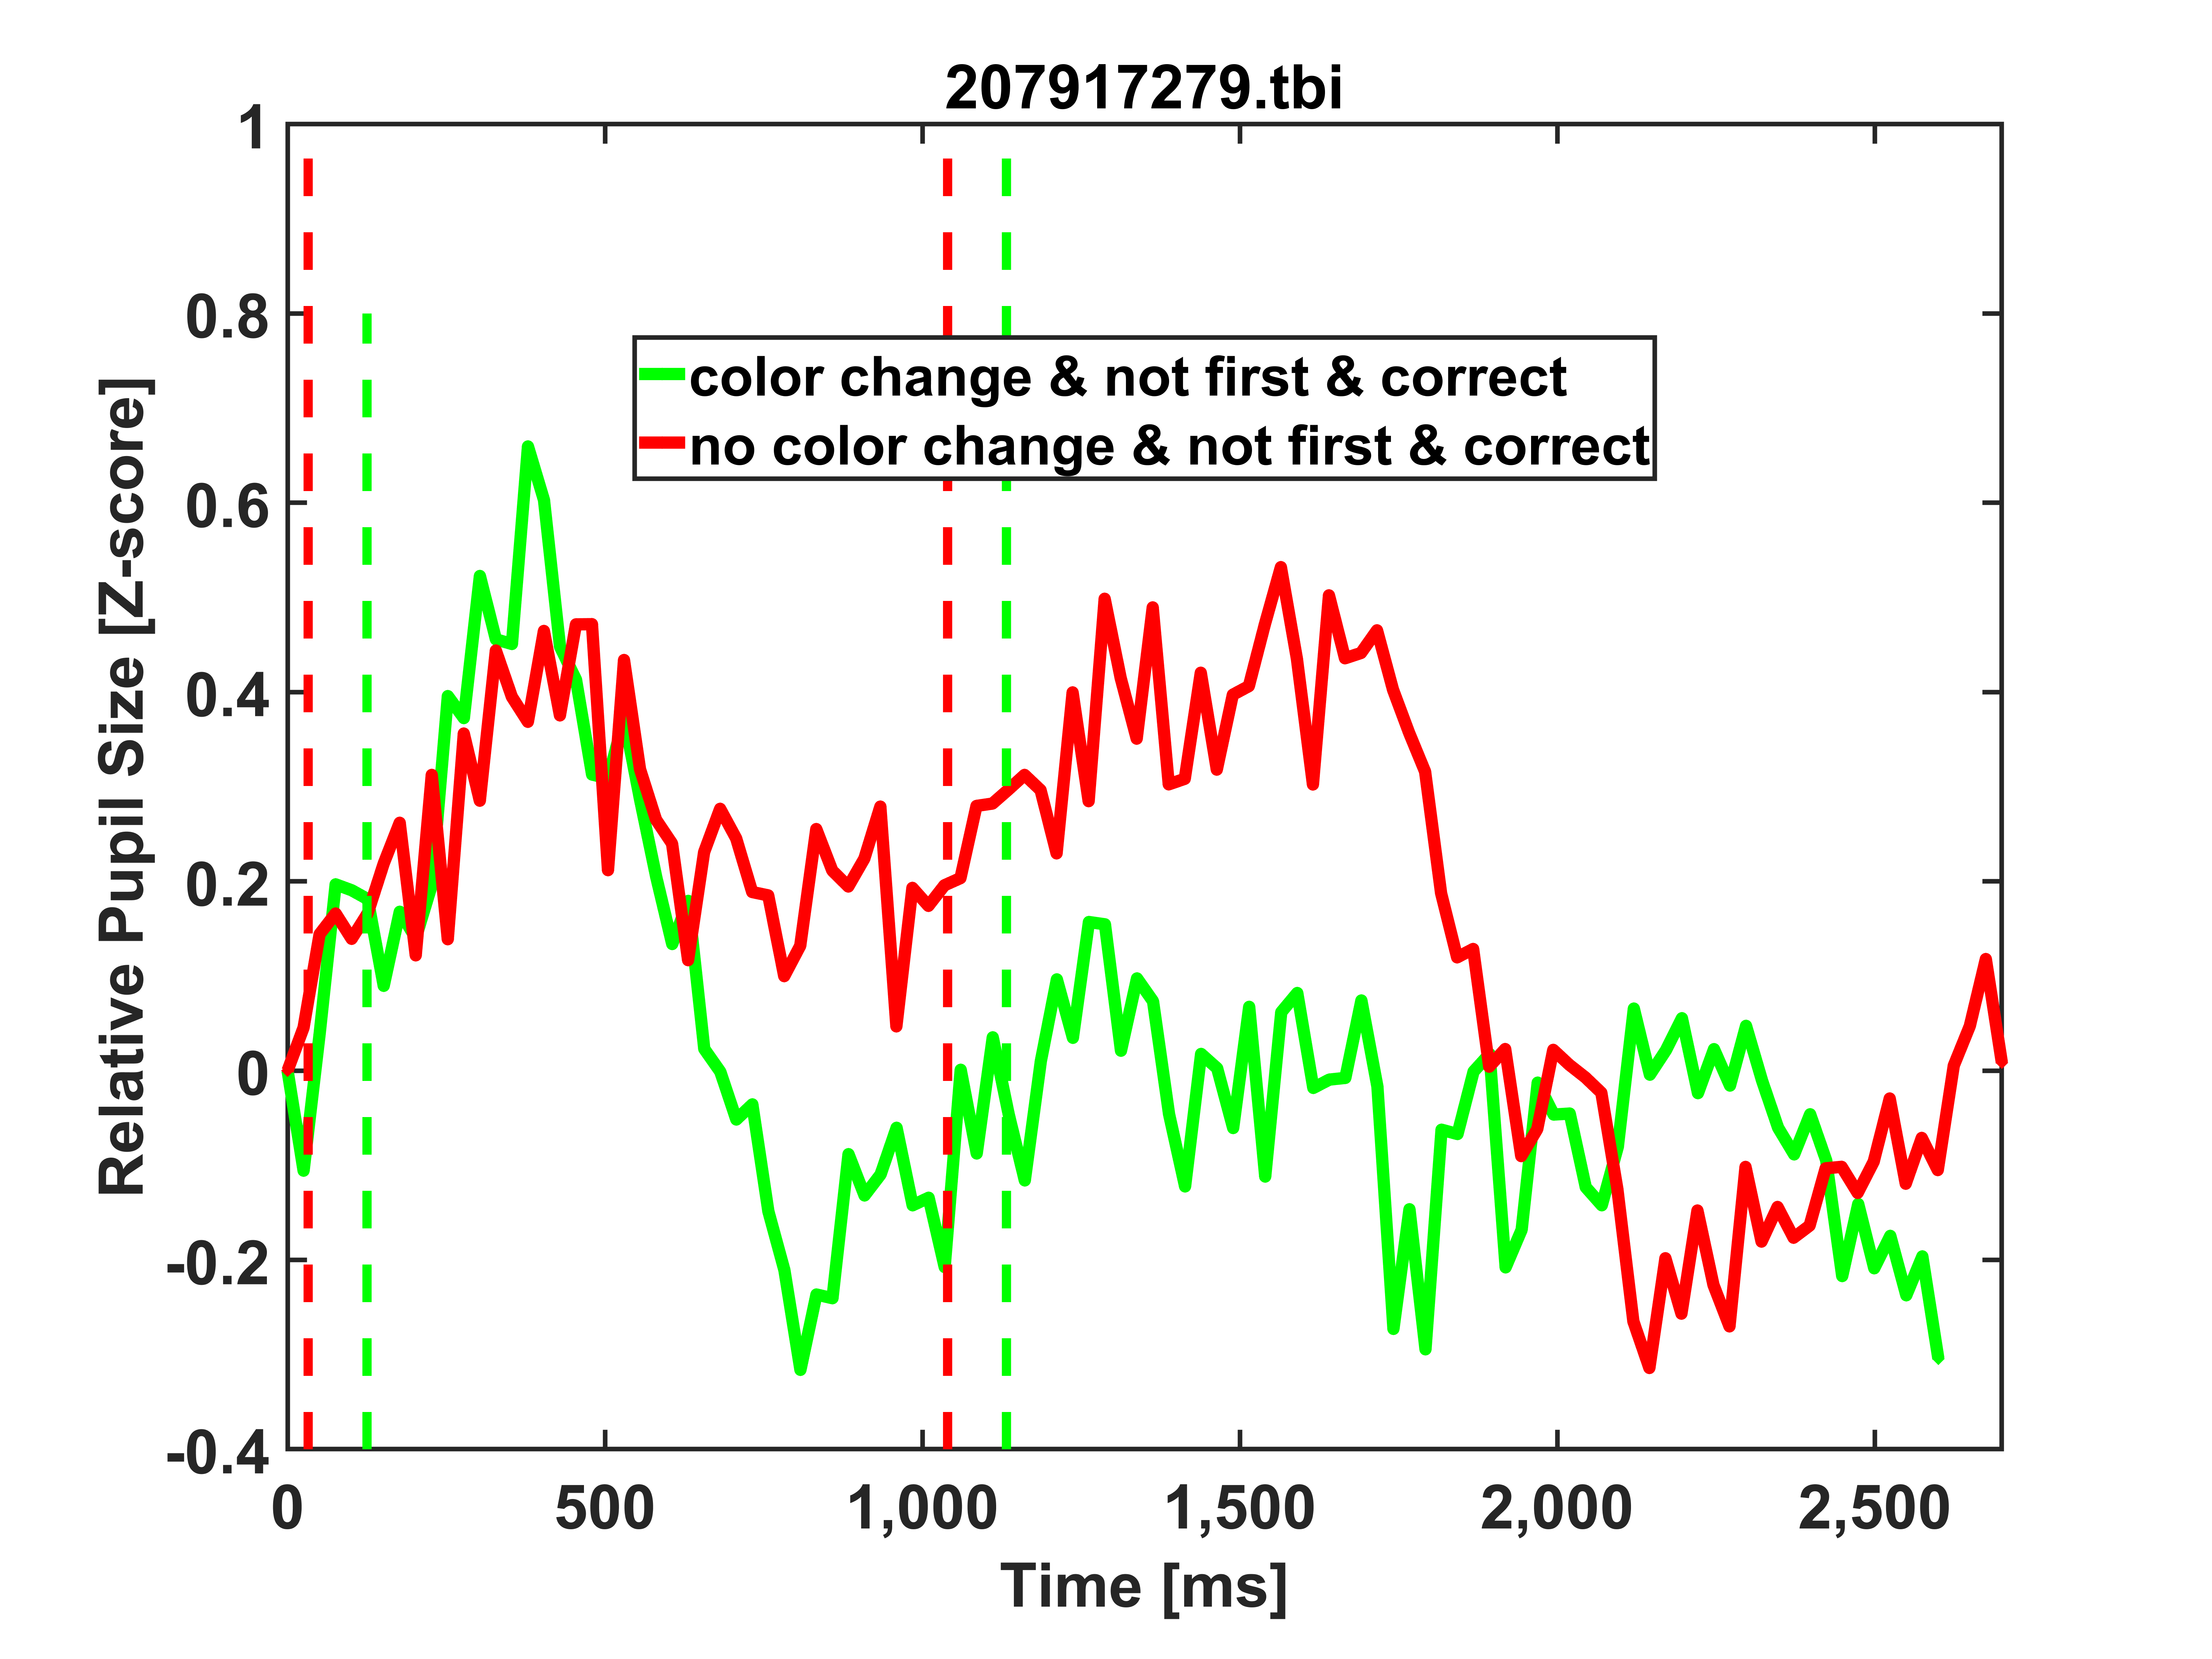 207917279.tbi
1
0.8
0.6
0.4
0.2
0
-0.2
-0.4
Relative Pupil Size [Z-score]
color change & not first & correct
no color change & not first & correct
0 500 1,000 1,500 2,000 2,500
Time [ms]